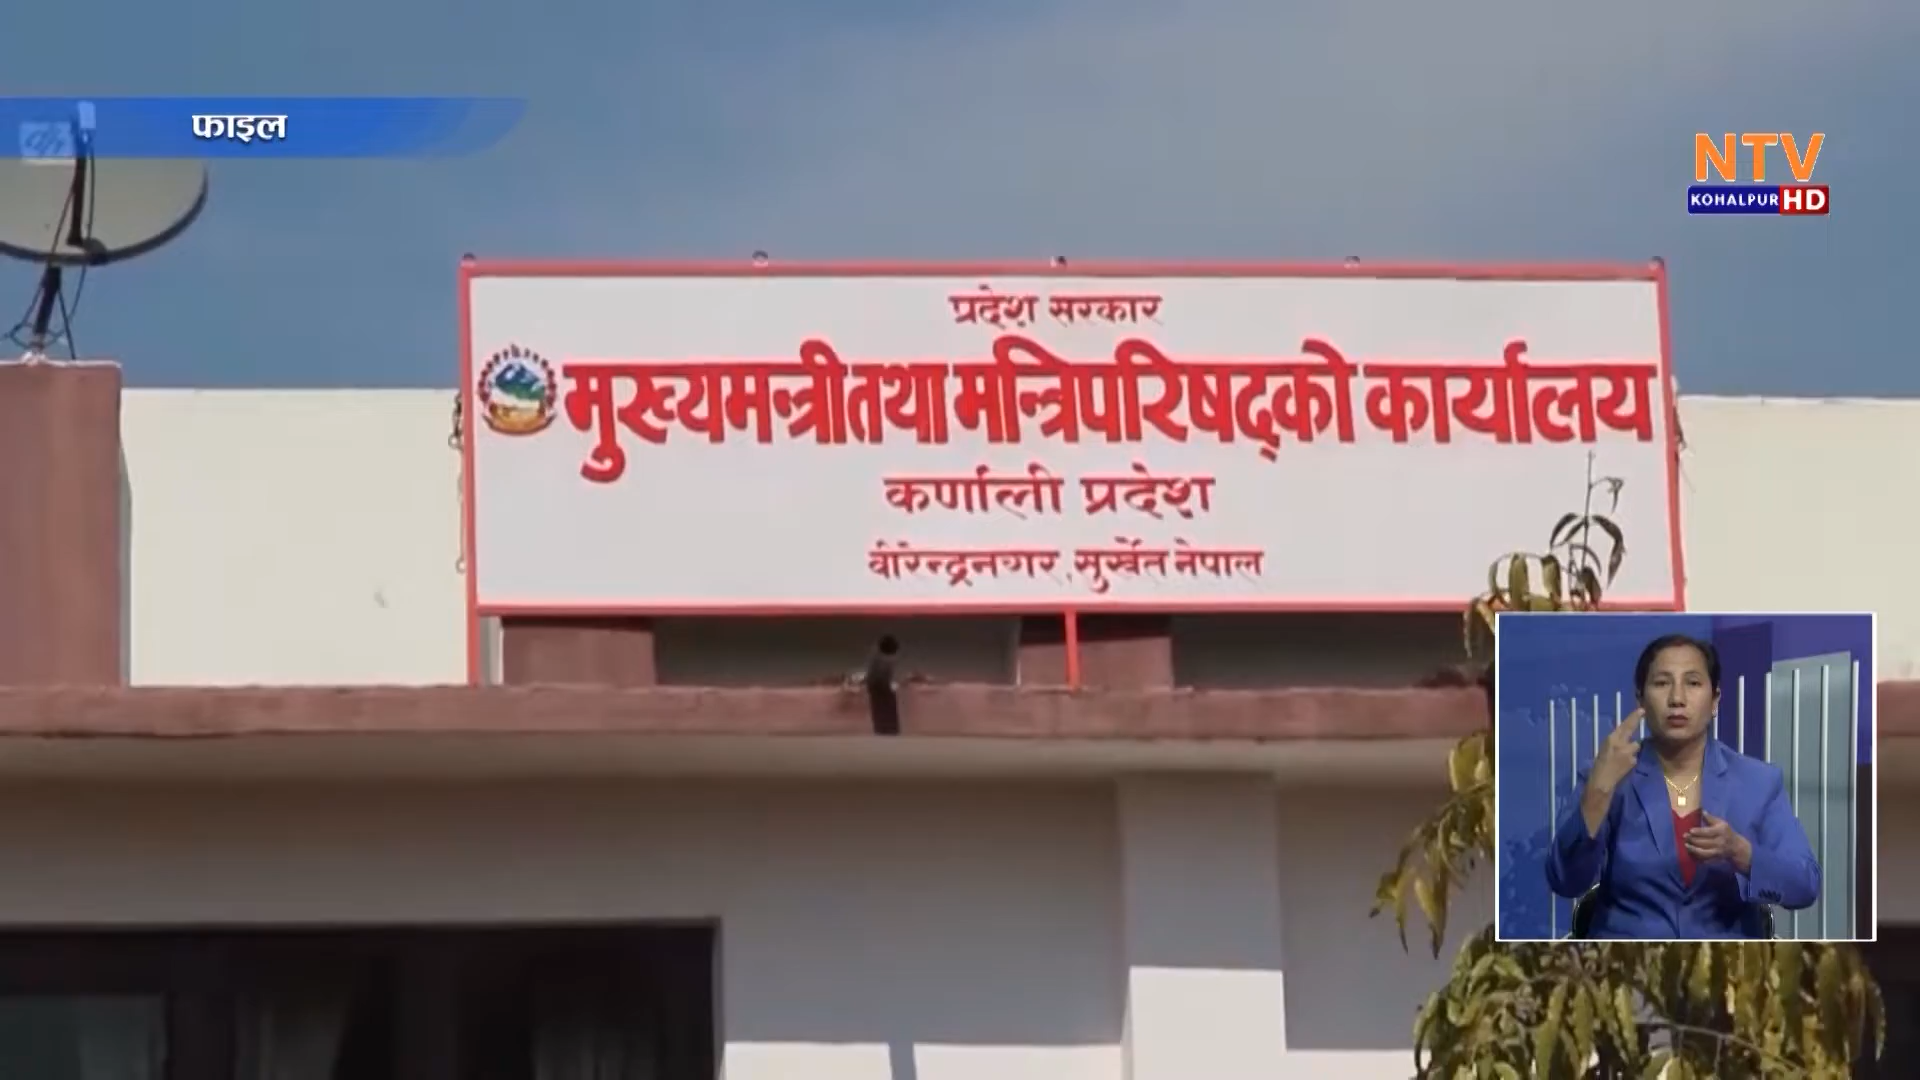 फाइल
NTV
KOHALPUR HD
प्रदेश सरकार
मुख्यमन्त्री तथा मन्त्रिपरिषद्को कार्यालय
कर्णाली प्रदेश
वीरेन्द्रनगर, सुर्खेत नेपाल